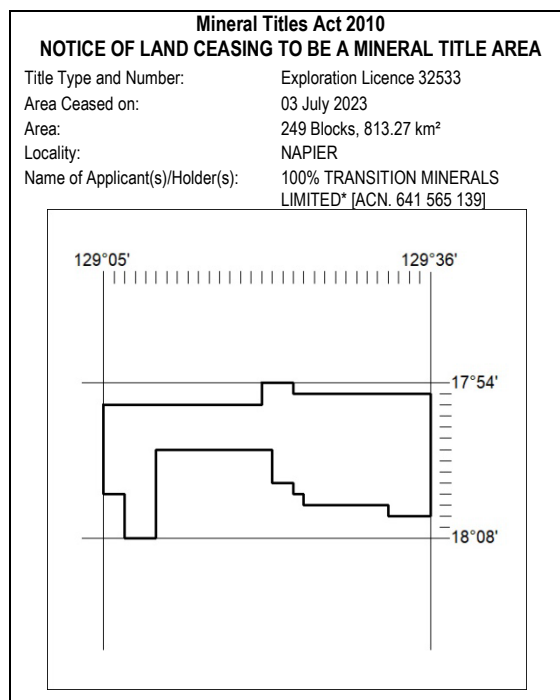 Mineral Titles Act 2010
NOTICE OF LAND CEASING TO BE A MINERAL TITLE AREA
Title Type and Number: Exploration Licence 32533
Area Ceased on: 03 July 2023
Area: 249 Blocks, 813.27 km²
Locality: NAPIER
Name of Applicant(s)/Holder(s): 100% TRANSITION MINERALS
LIMITED* [ACN. 641 565 139]
129°05' 129°36'
17°54'
18°08'